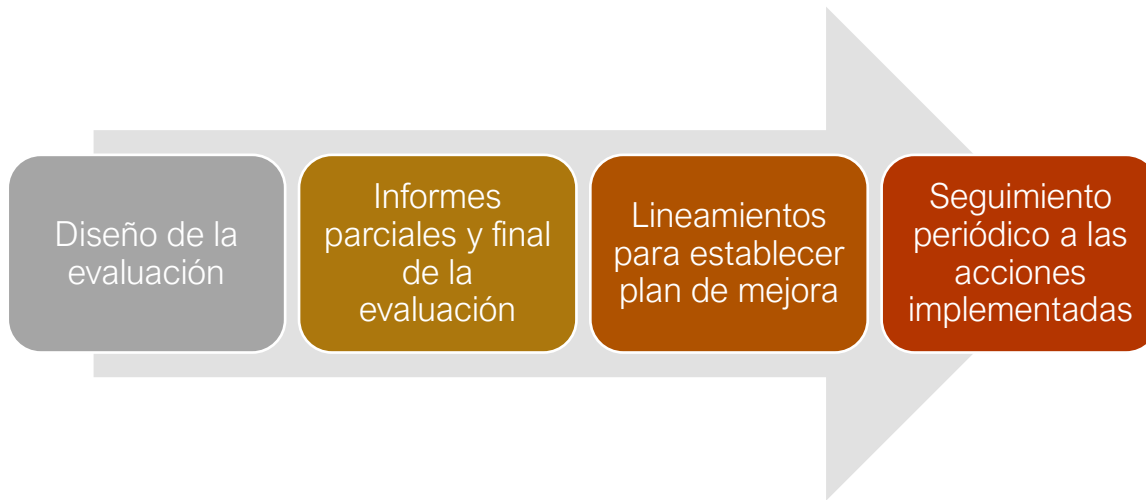 Diseño de la
evaluación
Informes
parciales y final
de la
evaluación
Lineamientos
para establecer
plan de mejora
Seguimiento
periódico a las
acciones
implementadas